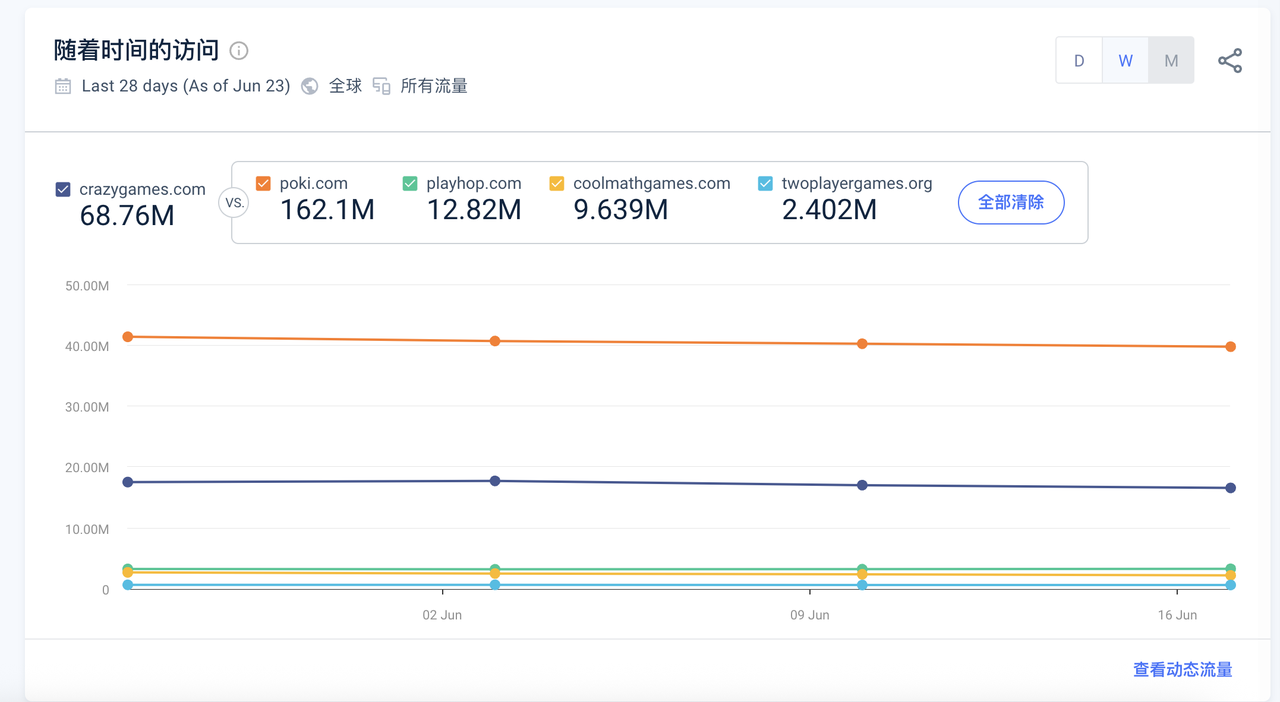 随着时间的访问
D W M
Last 28 days (As of Jun 23) 全球 所有流量
crazygames.com
68.76M
VS.
poki.com
162.1M
playhop.com
12.82M
coolmathgames.com
9.639M
twoplayergames.org
2.402M
全部清除
50.00M
40.00M
30.00M
20.00M
10.00M
0
02 Jun 09 Jun 16 Jun
查看动态流量